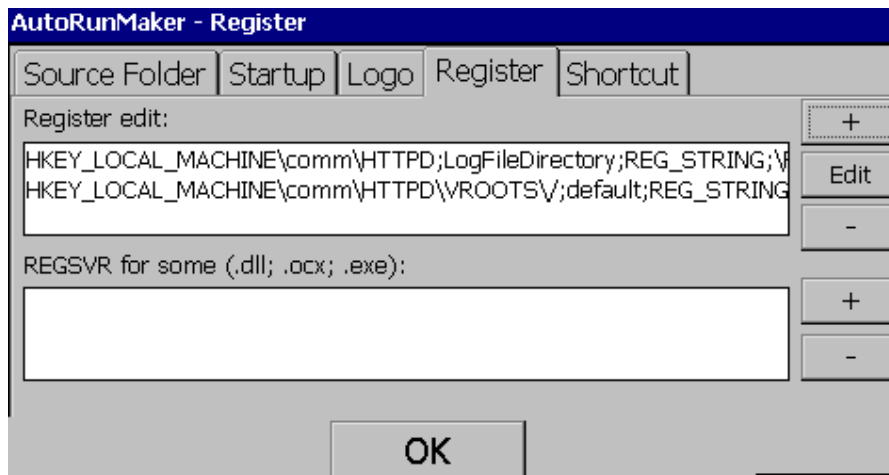 AutoRunMaker - Register
Source Folder Startup Logo Register Shortcut
Register edit:
+
HKEY_LOCAL_MACHINE\comm\HTTPD;LogFileDirectory;REG_STRING;\
HKEY_LOCAL_MACHINE\comm\HTTPD\VROOTS\/;default;REG_STRING
Edit
-
REGSVR for some (.dll; .ocx; .exe):
+
-
OK